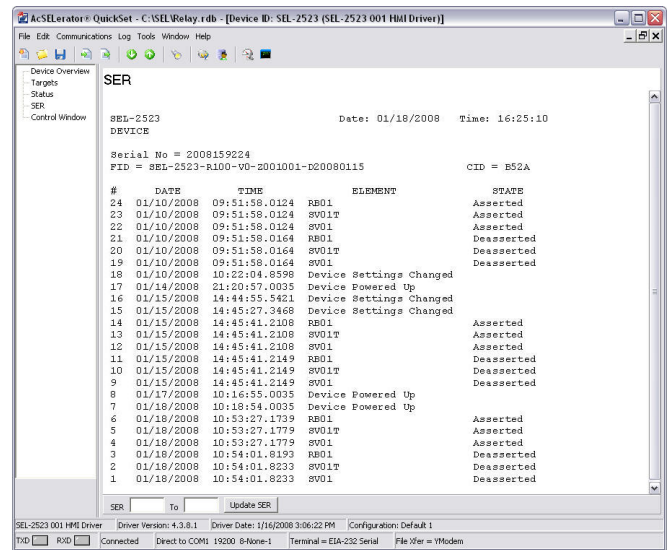 AcSELerator® QuickSet - C:\SEL\Relay.rdb - [Device ID: SEL-2523 (SEL-2523 001 HMI Driver)]
File Edit Communications Log Tools Window Help
Device Overview
Targets
Status
SER
Control Window
SER
SEL-2523 Date: 01/18/2008 Time: 16:25:10
DEVICE
Serial No = 2008159224
FID = SEL-2523-R100-V0-Z001001-D20080115 CID = B52A
# DATE TIME ELEMENT STATE
24 01/10/2008 09:51:58.0124 RB01 Asserted
23 01/10/2008 09:51:58.0124 SV01T Asserted
22 01/10/2008 09:51:58.0124 SV01 Asserted
21 01/10/2008 09:51:58.0164 RB01 Deasserted
20 01/10/2008 09:51:58.0164 SV01T Deasserted
19 01/10/2008 09:51:58.0164 SV01 Deasserted
18 01/10/2008 10:22:04.8598 Device Settings Changed
17 01/14/2008 21:20:57.0035 Device Powered Up
16 01/15/2008 14:44:55.5421 Device Settings Changed
15 01/15/2008 14:45:27.3468 Device Settings Changed
14 01/15/2008 14:45:41.2108 RB01 Asserted
13 01/15/2008 14:45:41.2108 SV01T Asserted
12 01/15/2008 14:45:41.2108 SV01 Asserted
11 01/15/2008 14:45:41.2149 RB01 Deasserted
10 01/15/2008 14:45:41.2149 SV01T Deasserted
9 01/15/2008 14:45:41.2149 SV01 Deasserted
8 01/17/2008 10:16:55.0035 Device Powered Up
7 01/18/2008 10:18:54.0035 Device Powered Up
6 01/18/2008 10:53:27.1739 RB01 Asserted
5 01/18/2008 10:53:27.1779 SV01T Asserted
4 01/18/2008 10:53:27.1779 SV01 Asserted
3 01/18/2008 10:54:01.8193 RB01 Deasserted
2 01/18/2008 10:54:01.8233 SV01T Deasserted
1 01/18/2008 10:54:01.8233 SV01 Deasserted
SER To Update SER
SEL-2523 001 HMI Driver Driver Version: 4.3.8.1 Driver Date: 1/16/2008 3:06:22 PM Configuration: Default 1
TXD RXD Connected Direct to COM1 19200 8-None-1 Terminal = EIA-232 Serial File Xfer = YModem